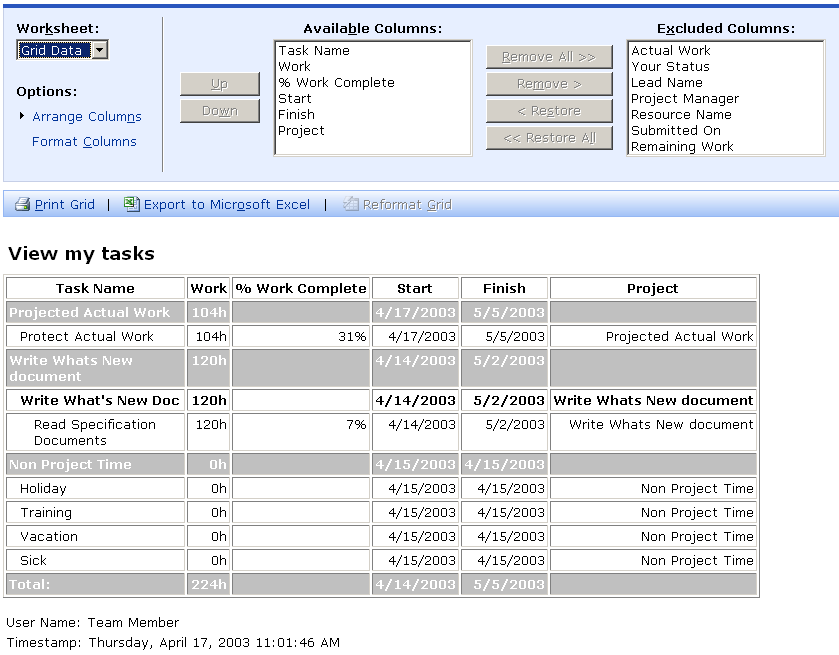 Worksheet:
Grid Data
Options:
Arrange Columns
Format Columns
Up
Down
Available Columns:
Task Name
Work
% Work Complete
Start
Finish
Project
Remove All >>
Remove >
< Restore
<< Restore All
Excluded Columns:
Actual Work
Your Status
Lead Name
Project Manager
Resource Name
Submitted On
Remaining Work
Print Grid | Export to Microsoft Excel | Reformat Grid
View my tasks
Task Name Work % Work Complete Start Finish Project
Projected Actual Work 104h 4/17/2003 5/5/2003
Protect Actual Work 104h 31% 4/17/2003 5/5/2003 Projected Actual Work
Write Whats New 120h 4/14/2003 5/2/2003
document
Write What's New Doc 120h 4/14/2003 5/2/2003 Write Whats New document
Read Specification 120h 7% 4/14/2003 5/2/2003 Write Whats New document
Documents
Non Project Time 0h 4/15/2003 4/15/2003
Holiday 0h 4/15/2003 4/15/2003 Non Project Time
Training 0h 4/15/2003 4/15/2003 Non Project Time
Vacation 0h 4/15/2003 4/15/2003 Non Project Time
Sick 0h 4/15/2003 4/15/2003 Non Project Time
Total: 224h 4/14/2003 5/5/2003
User Name: Team Member
Timestamp: Thursday, April 17, 2003 11:01:46 AM